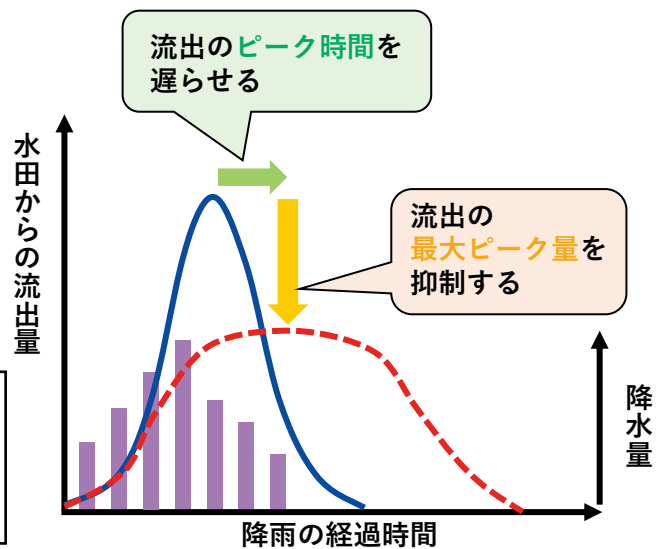 流出のピーク時間を
遅らせる
水田からの流出量
流出の
最大ピーク量を
抑制する
降水量
降雨の経過時間